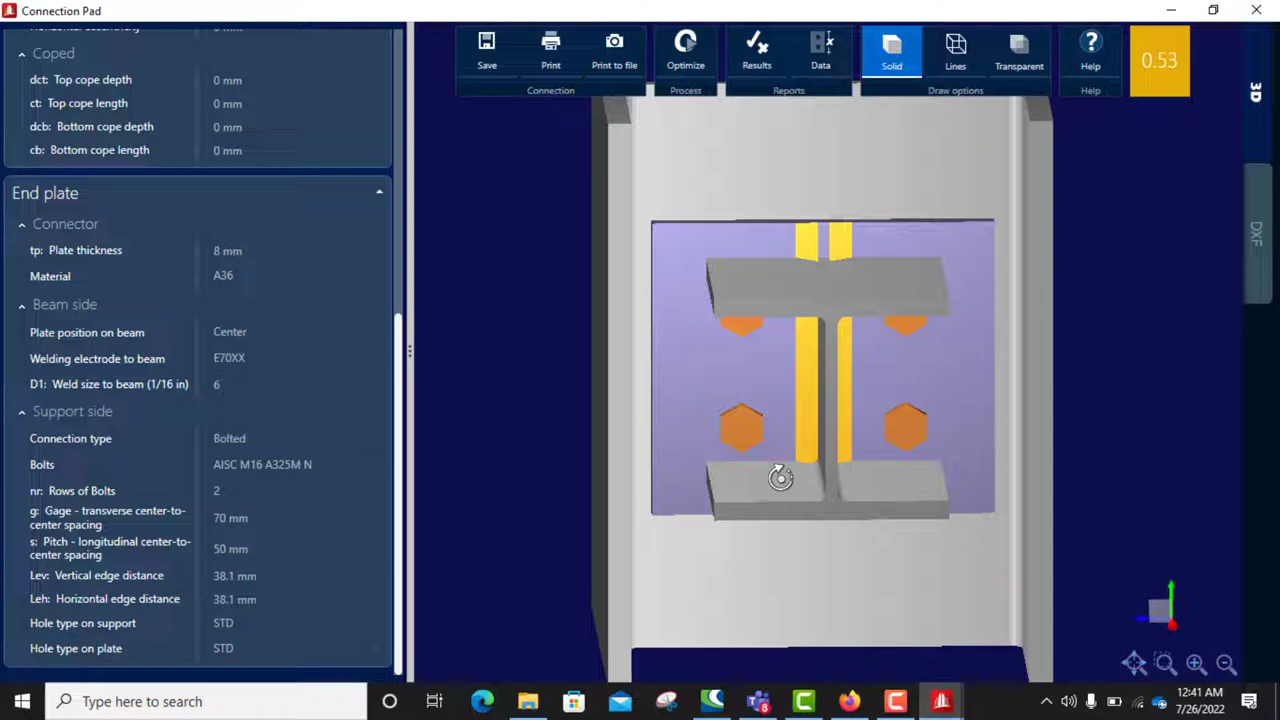 Connection Pad
Coped
dct: Top cope depth 0 mm
ct: Top cope length 0 mm
dcb: Bottom cope depth 0 mm
cb: Bottom cope length 0 mm
End plate
Connector
tp: Plate thickness 8 mm
Material A36
Beam side
Plate position on beam Center
Welding electrode to beam E70XX
D1: Weld size to beam (1/16 in) 6
Support side
Connection type Bolted
Bolts AISC M16 A325M N
nr: Rows of Bolts 2
g: Gage - transverse center-to-
center spacing 70 mm
s: Pitch - longitudinal center-to-
center spacing 50 mm
Lev: Vertical edge distance 38.1 mm
Leh: Horizontal edge distance 38.1 mm
Hole type on support STD
Hole type on plate STD
Save Print Print to file Optimize Results Data Solid Lines Transparent Help
Connection Process Reports Draw options Help
0.53
3D
DXF
Type here to search
12:41 AM
7/26/2022